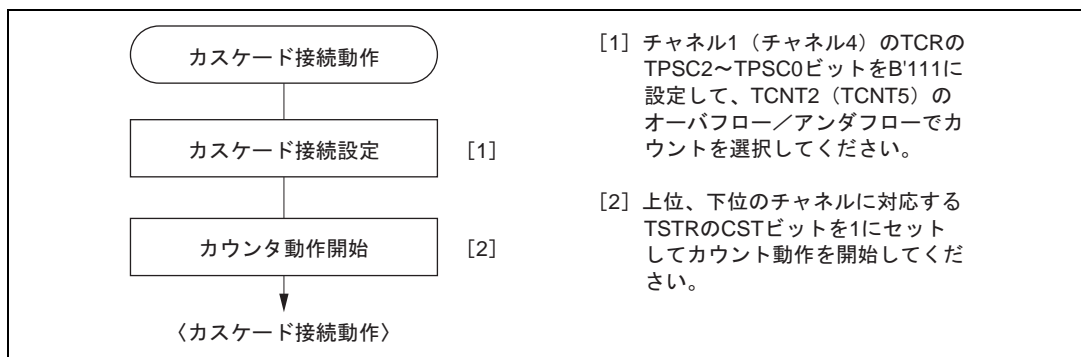 カスケード接続動作
カスケード接続設定 [1]
カウンタ動作開始 [2]
〈カスケード接続動作〉
[1] チャネル1(チャネル4)のTCRの
TPSC2～TPSC0ビットをB'111に
設定して、TCNT2(TCNT5)の
オーバフロー／アンダフローでカ
ウントを選択してください。
[2] 上位、下位のチャネルに対応する
TSTRのCSTビットを1にセット
してカウント動作を開始してくだ
さい。